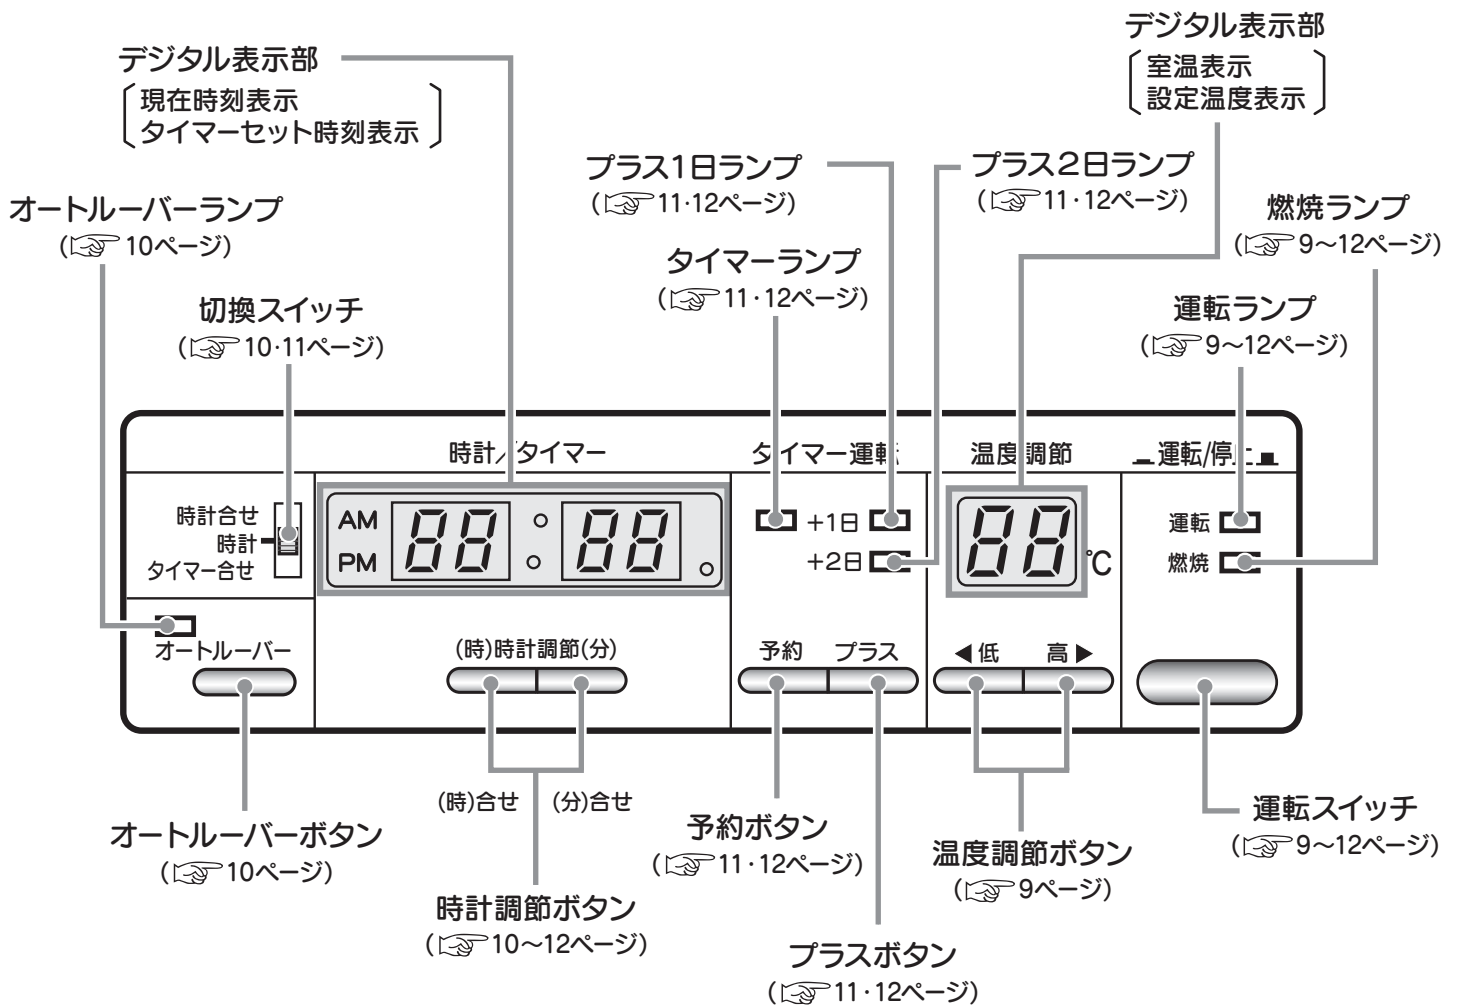 デジタル表示部
室温表示
設定温度表示
デジタル表示部
現在時刻表示
タイマーセット時刻表示
プラス1日ランプ
(☞11·12ページ)
プラス2日ランプ
(☞11·12ページ)
オートルーバーランプ
(☞10ページ)
燃焼ランプ
(☞9〜12ページ)
タイマーランプ
(☞11·12ページ)
切換スイッチ
(☞10·11ページ)
運転ランプ
(☞9〜12ページ)
時計/タイマー
タイマー運転
温度調節
運転/停止
時計合せ
時計
タイマー合せ
AM 88:88
PM
+1日
+2日
88℃
運転
燃焼
オートルーバー
(時)時計調節(分)
予約 プラス
◀低 高▶
(時)合せ (分)合せ
オートルーバーボタン
(☞10ページ)
時計調節ボタン
(☞10〜12ページ)
予約ボタン
(☞11·12ページ)
プラスボタン
(☞11·12ページ)
温度調節ボタン
(☞9ページ)
運転スイッチ
(☞9〜12ページ)